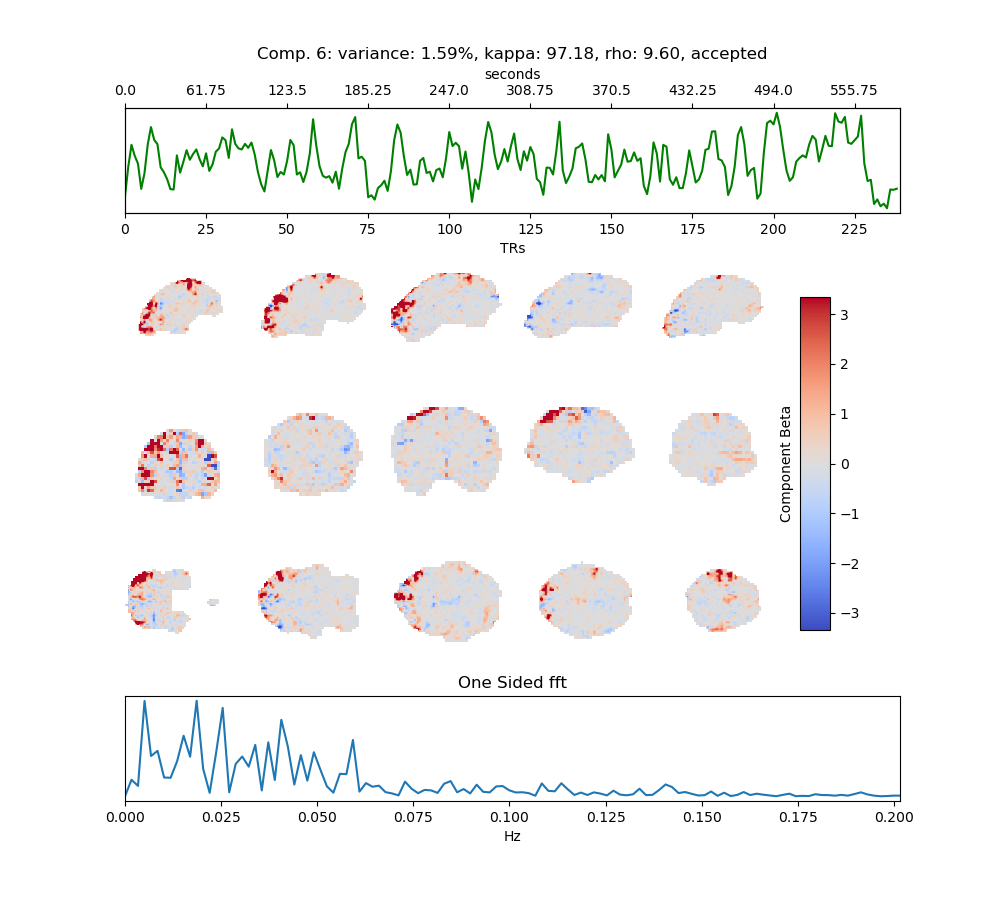 Comp. 6: variance: 1.59%, kappa: 97.18, rho: 9.60, accepted
seconds
0.0 61.75 123.5 185.25 247.0 308.75 370.5 432.25 494.0 555.75
0 25 50 75 100 125 150 175 200 225
TRs
3
2
1
0
−1
−2
−3
Component Beta
One Sided fft
0.000 0.025 0.050 0.075 0.100 0.125 0.150 0.175 0.200
Hz